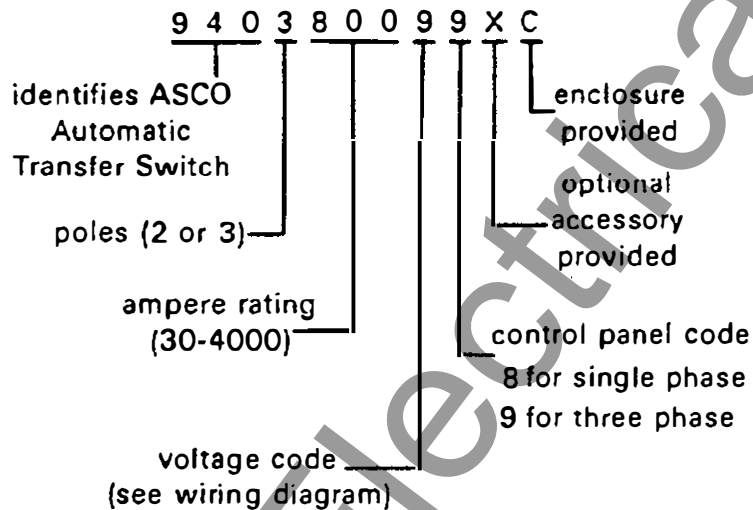 9 4 0 3 8 0 0 9 9 X C
identifies ASCO
Automatic
Transfer Switch
enclosure
provided
optional
accessory
provided
poles (2 or 3)
ampere rating
(30-4000)
control panel code
8 for single phase
9 for three phase
voltage code
(see wiring diagram)
Electrical